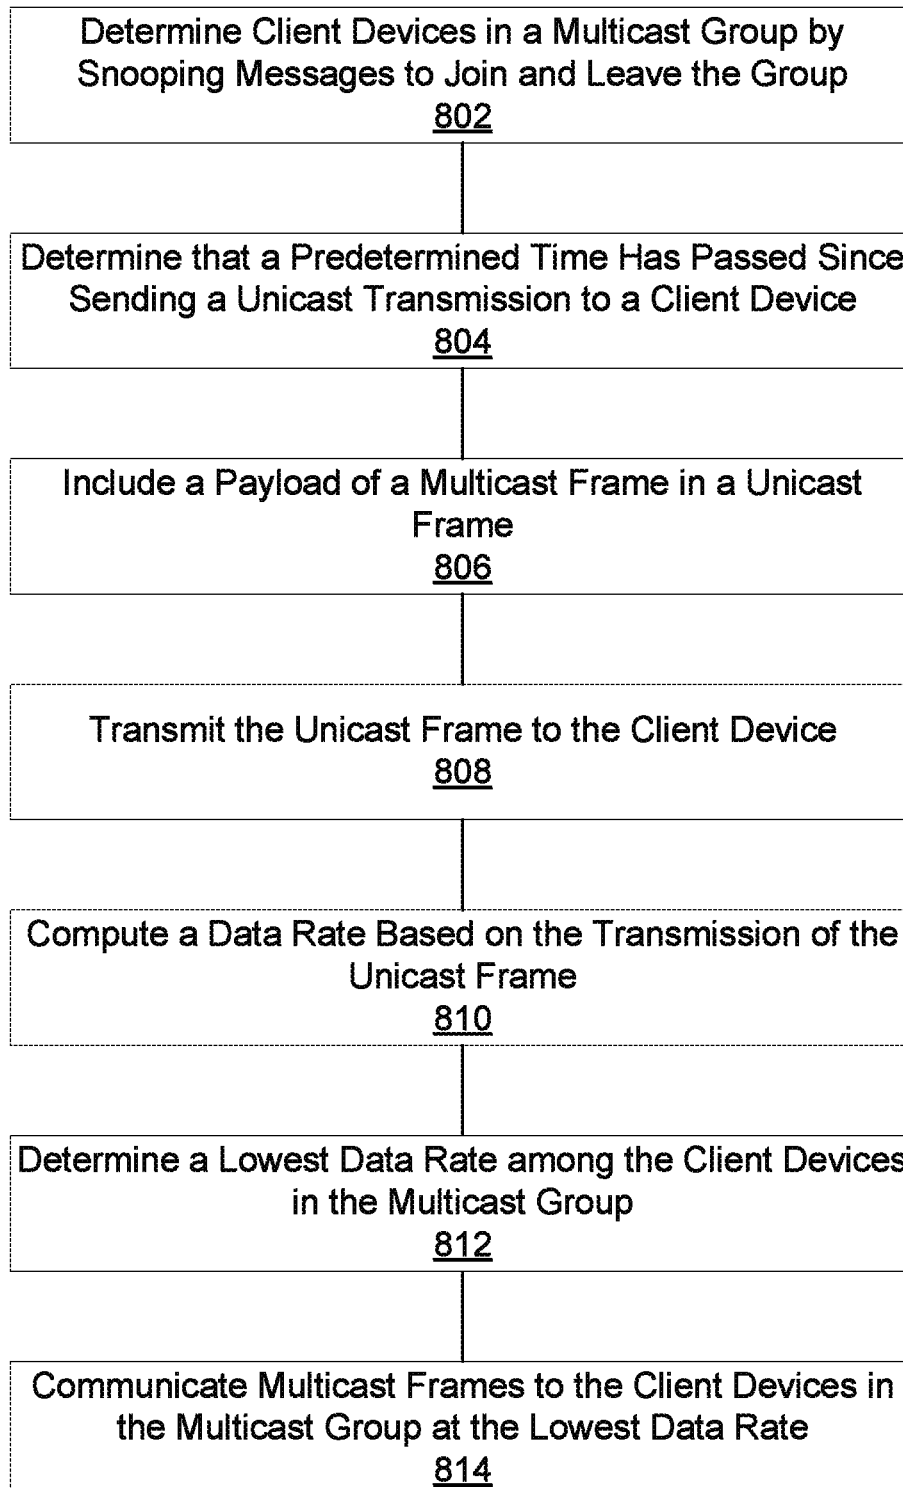 Determine Client Devices in a Multicast Group by
Snooping Messages to Join and Leave the Group
802
Determine that a Predetermined Time Has Passed Since
Sending a Unicast Transmission to a Client Device
804
Include a Payload of a Multicast Frame in a Unicast
Frame
806
Transmit the Unicast Frame to the Client Device
808
Compute a Data Rate Based on the Transmission of the
Unicast Frame
810
Determine a Lowest Data Rate among the Client Devices
in the Multicast Group
812
Communicate Multicast Frames to the Client Devices in
the Multicast Group at the Lowest Data Rate
814